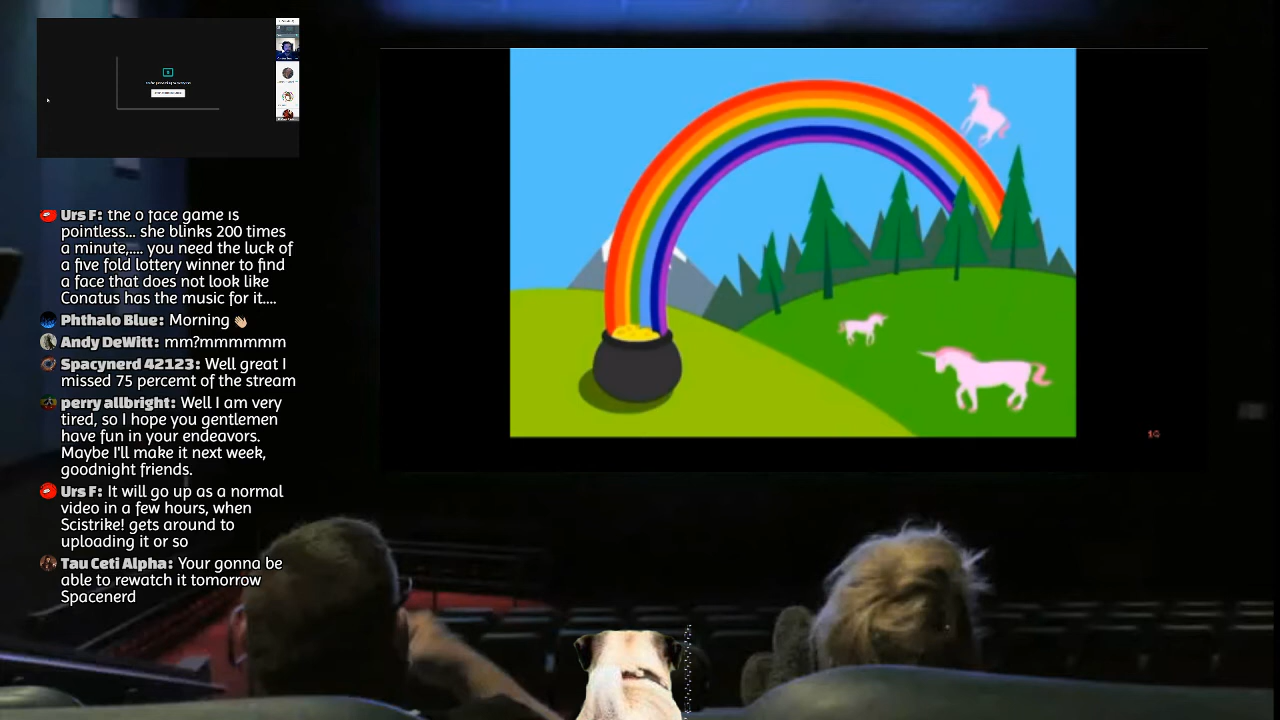 Urs F: the o face game is
pointless... she blinks 200 times
a minute,.... you need the luck of
a five fold lottery winner to find
a face that does not look like
Conatus has the music for it....
Phthalo Blue: Morning 👋🏼
Andy DeWitt: mm?mmmmmmm
Spacynerd 42123: Well great I
missed 75 percemt of the stream
perry allbright: Well I am very
tired, so I hope you gentlemen
have fun in your endeavors.
Maybe I'll make it next week,
goodnight friends.
Urs F: It will go up as a normal
video in a few hours, when
Scistrike! gets around to
uploading it or so
Tau Ceti Alpha: Your gonna be
able to rewatch it tomorrow
Spacenerd